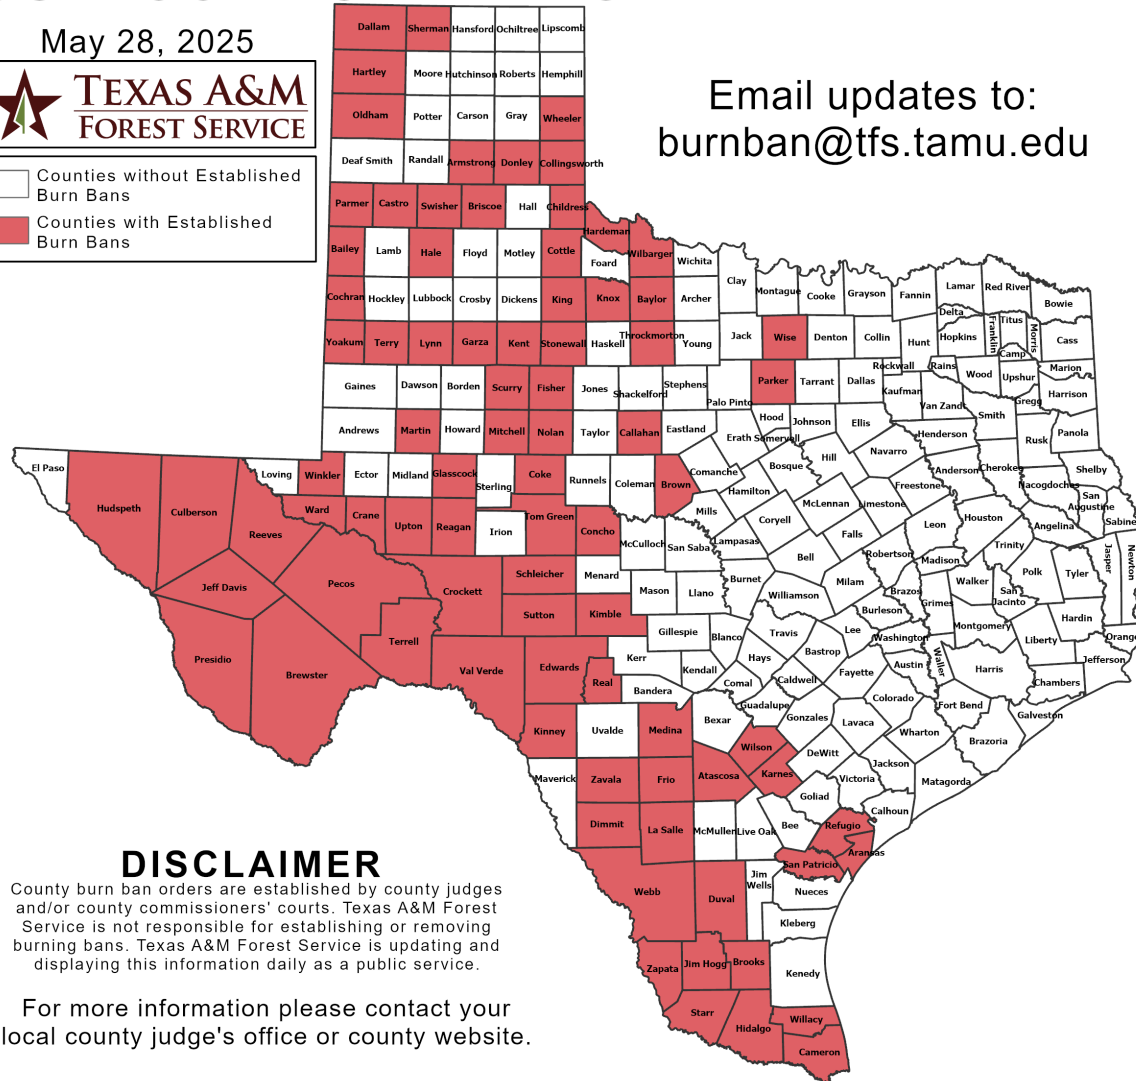 May 28, 2025
TEXAS A&M
FOREST SERVICE
Counties without Established
Burn Bans
Counties with Established
Burn Bans
Email updates to:
burnban@tfs.tamu.edu
Dallam Sherman Hansford Ochiltree Lipscomb
Hartley Moore Hutchinson Roberts Hemphill
Oldham Potter Carson Gray Wheeler
Deaf Smith Randall Armstrong Donley Collingsworth
Parmer Castro Swisher Briscoe Hall Childress
Hardeman
Bailey Lamb Hale Floyd Motley Cottle Foard Wilbarger Wichita
Clay Montague Cooke Grayson Fannin Lamar Red River Bowie
Cochran Hockley Lubbock Crosby Dickens King Knox Baylor Archer
Delta Franklin Titus Morris Cass
Yoakum Terry Lynn Garza Kent Stonewall Haskell Throckmorton Young Jack Wise Denton Collin Hunt Hopkins
Camp Rockwall Rains Wood Upshur Marion
Gaines Dawson Borden Scurry Fisher Jones Shackelford Stephens Palo Pinto Parker Tarrant Dallas Kaufman Van Zandt Gregg Harrison
Smith
Andrews Martin Howard Mitchell Nolan Taylor Callahan Eastland Erath Hood Somervell Johnson Ellis Henderson Rusk Panola
El Paso Loving Winkler Ector Midland Glasscock Sterling Coke Runnels Coleman Brown Comanche Bosque Hill Navarro Anderson Cherokee Shelby
Nacogdoches San
Augustine
Hudspeth Culberson Reeves Ward Crane Upton Reagan Irion Tom Green Concho McCulloch San Saba Mills Hamilton McLennan Limestone Freestone
Coryell Falls Leon Houston Angelina Sabine
Lampasas Bell Robertson Madison Trinity Jasper Newton
Jeff Davis Pecos Crockett Schleicher Menard Mason Llano Burnet Williamson Milam Brazos Grimes Walker San
Jacinto Polk Tyler
Terrell Sutton Kimble Gillespie Blanco Travis Lee Burleson Washington Montgomery Liberty Hardin Orange
Presidio Brewster Val Verde Edwards Real Kerr Kendall Hays Bastrop Fayette Austin Waller Harris Chambers Jefferson
Bandera Comal Caldwell Colorado Fort Bend Galveston
Kinney Uvalde Medina Bexar Guadalupe Gonzales Lavaca Wharton Brazoria
Wilson DeWitt
Maverick Zavala Frio Atascosa Karnes Victoria Jackson Matagorda
Goliad Calhoun
Dimmit La Salle McMullen Live Oak Bee Refugio
Aransas
San Patricio
Webb Duval Jim
Wells Nueces
Kleberg
Zapata Jim Hogg Brooks Kenedy
Starr Hidalgo Willacy
Cameron
DISCLAIMER
County burn ban orders are established by county judges
and/or county commissioners' courts. Texas A&M Forest
Service is not responsible for establishing or removing
burning bans. Texas A&M Forest Service is updating and
displaying this information daily as a public service.
For more information please contact your
local county judge's office or county website.